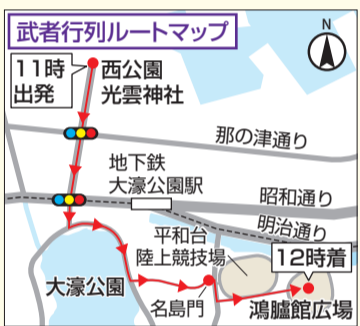 武者行列ルートマップ
N
11時
出発
西公園
光雲神社
那の津通り
地下鉄
大濠公園駅
昭和通り
明治通り
平和台
陸上競技場
12時着
大濠公園
名島門
鴻臚館広場